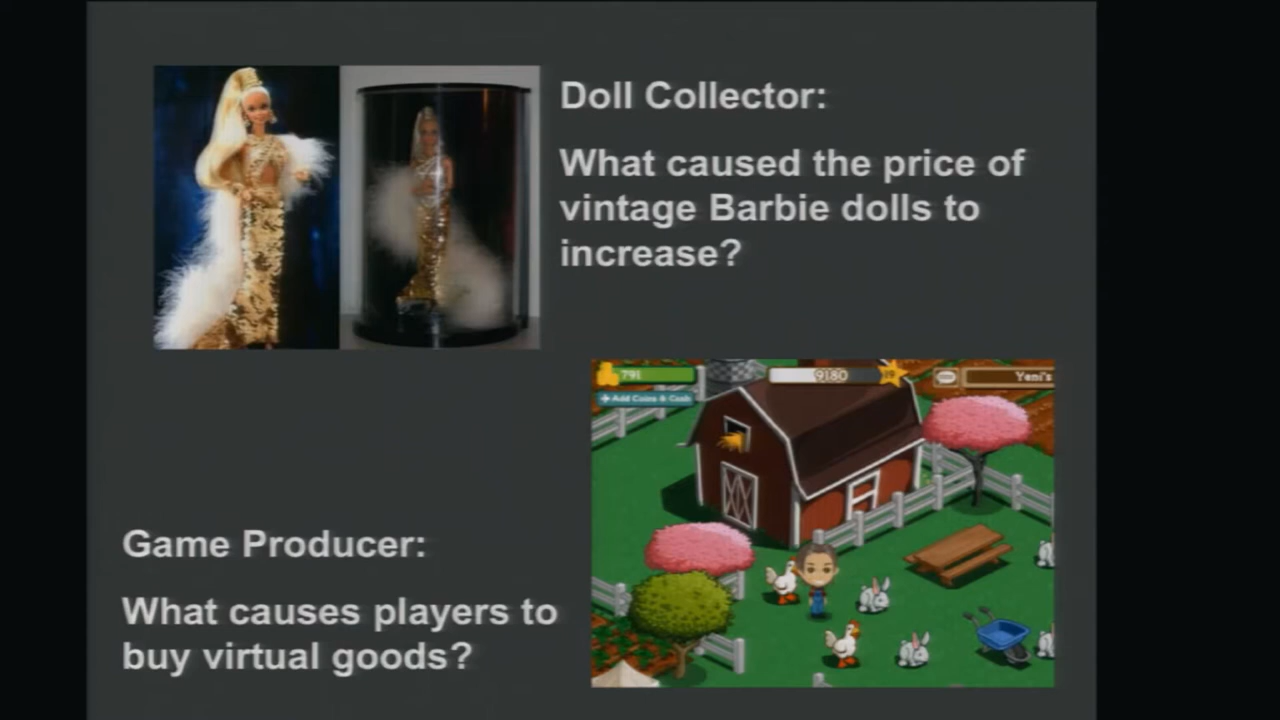 Doll Collector:
What caused the price of
vintage Barbie dolls to
increase?
791
9180
19
Yeni's
Add Coins & Cash
Game Producer:
What causes players to
buy virtual goods?